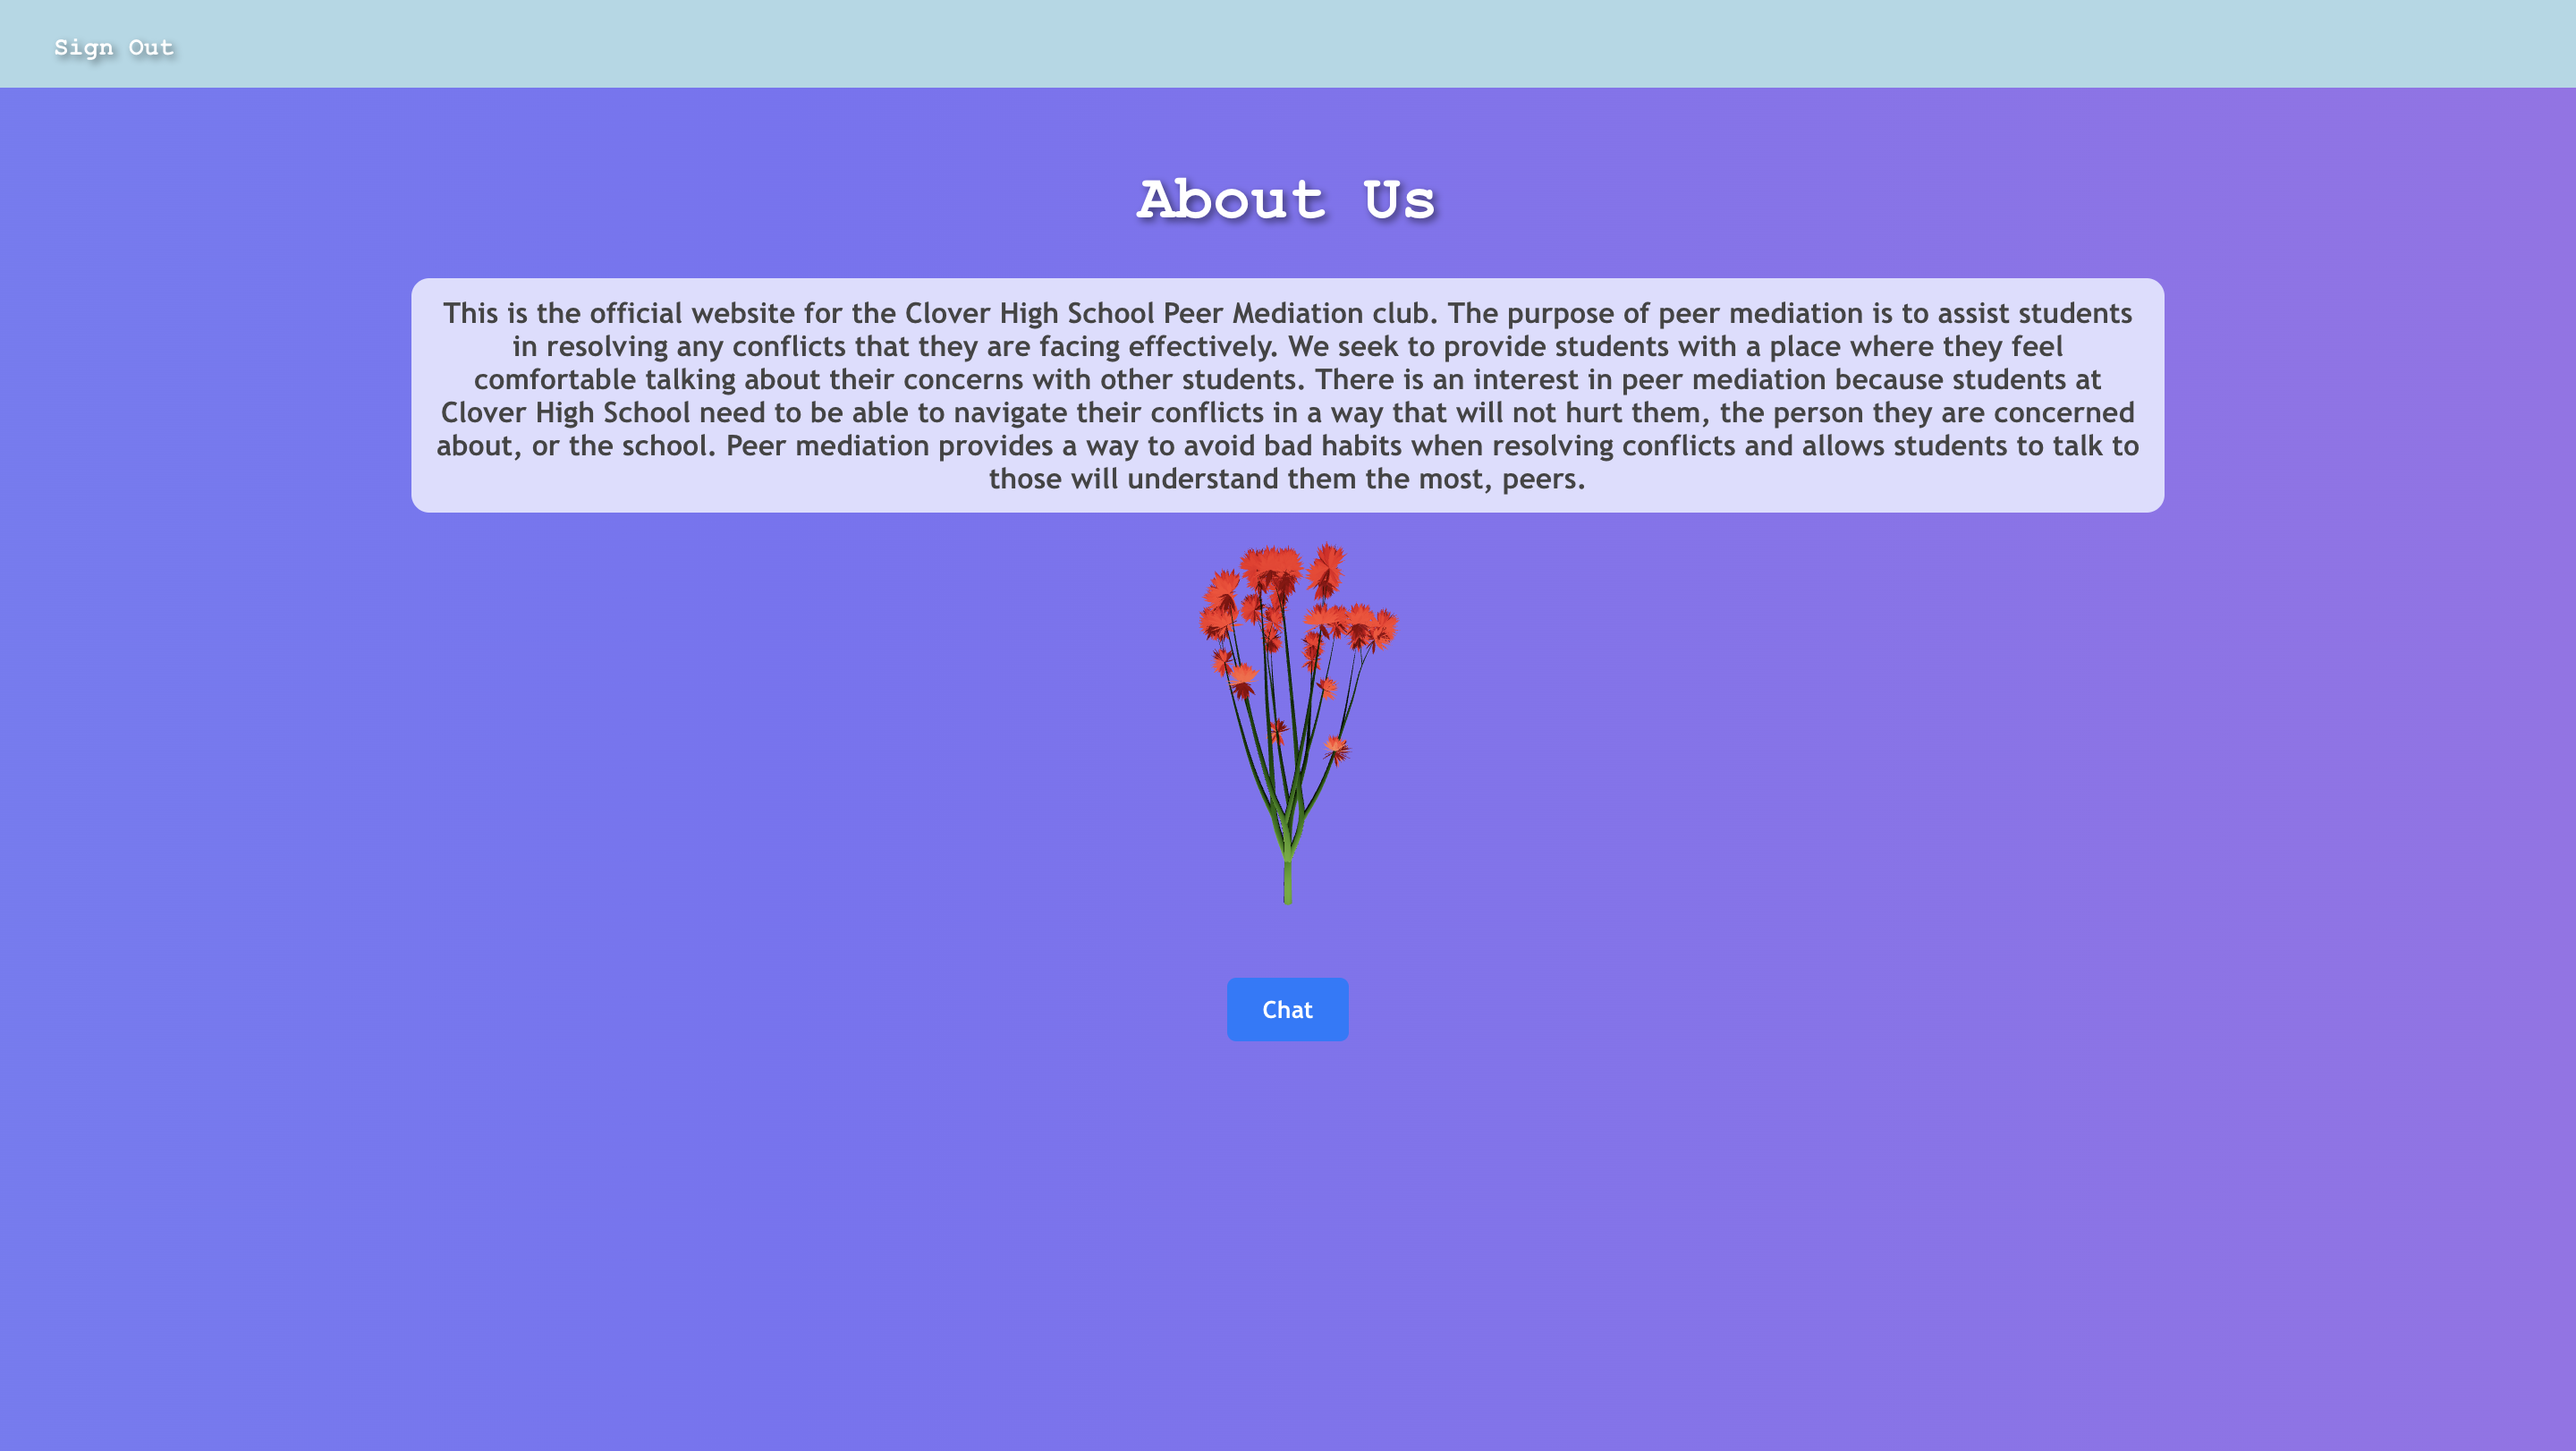 Sign Out
About Us
This is the official website for the Clover High School Peer Mediation club. The purpose of peer mediation is to assist students
in resolving any conflicts that they are facing effectively. We seek to provide students with a place where they feel
comfortable talking about their concerns with other students. There is an interest in peer mediation because students at
Clover High School need to be able to navigate their conflicts in a way that will not hurt them, the person they are concerned
about, or the school. Peer mediation provides a way to avoid bad habits when resolving conflicts and allows students to talk to
those will understand them the most, peers.
Chat